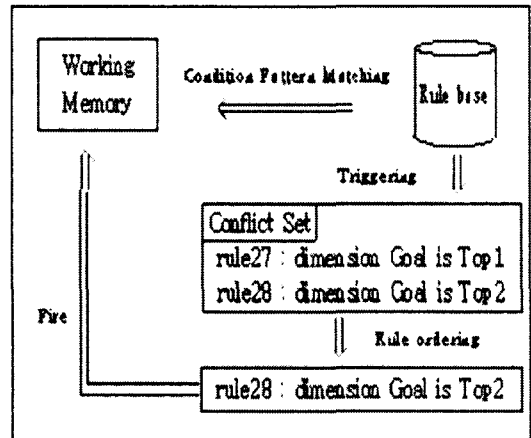 Working
Memory
Condition Pattern Matching
Rule base
Triggering
Conflict Set
rule27 : dimension Goal is Top1
rule28 : dimension Goal is Top2
Fire
Rule ordering
rule28 : dimension Goal is Top2